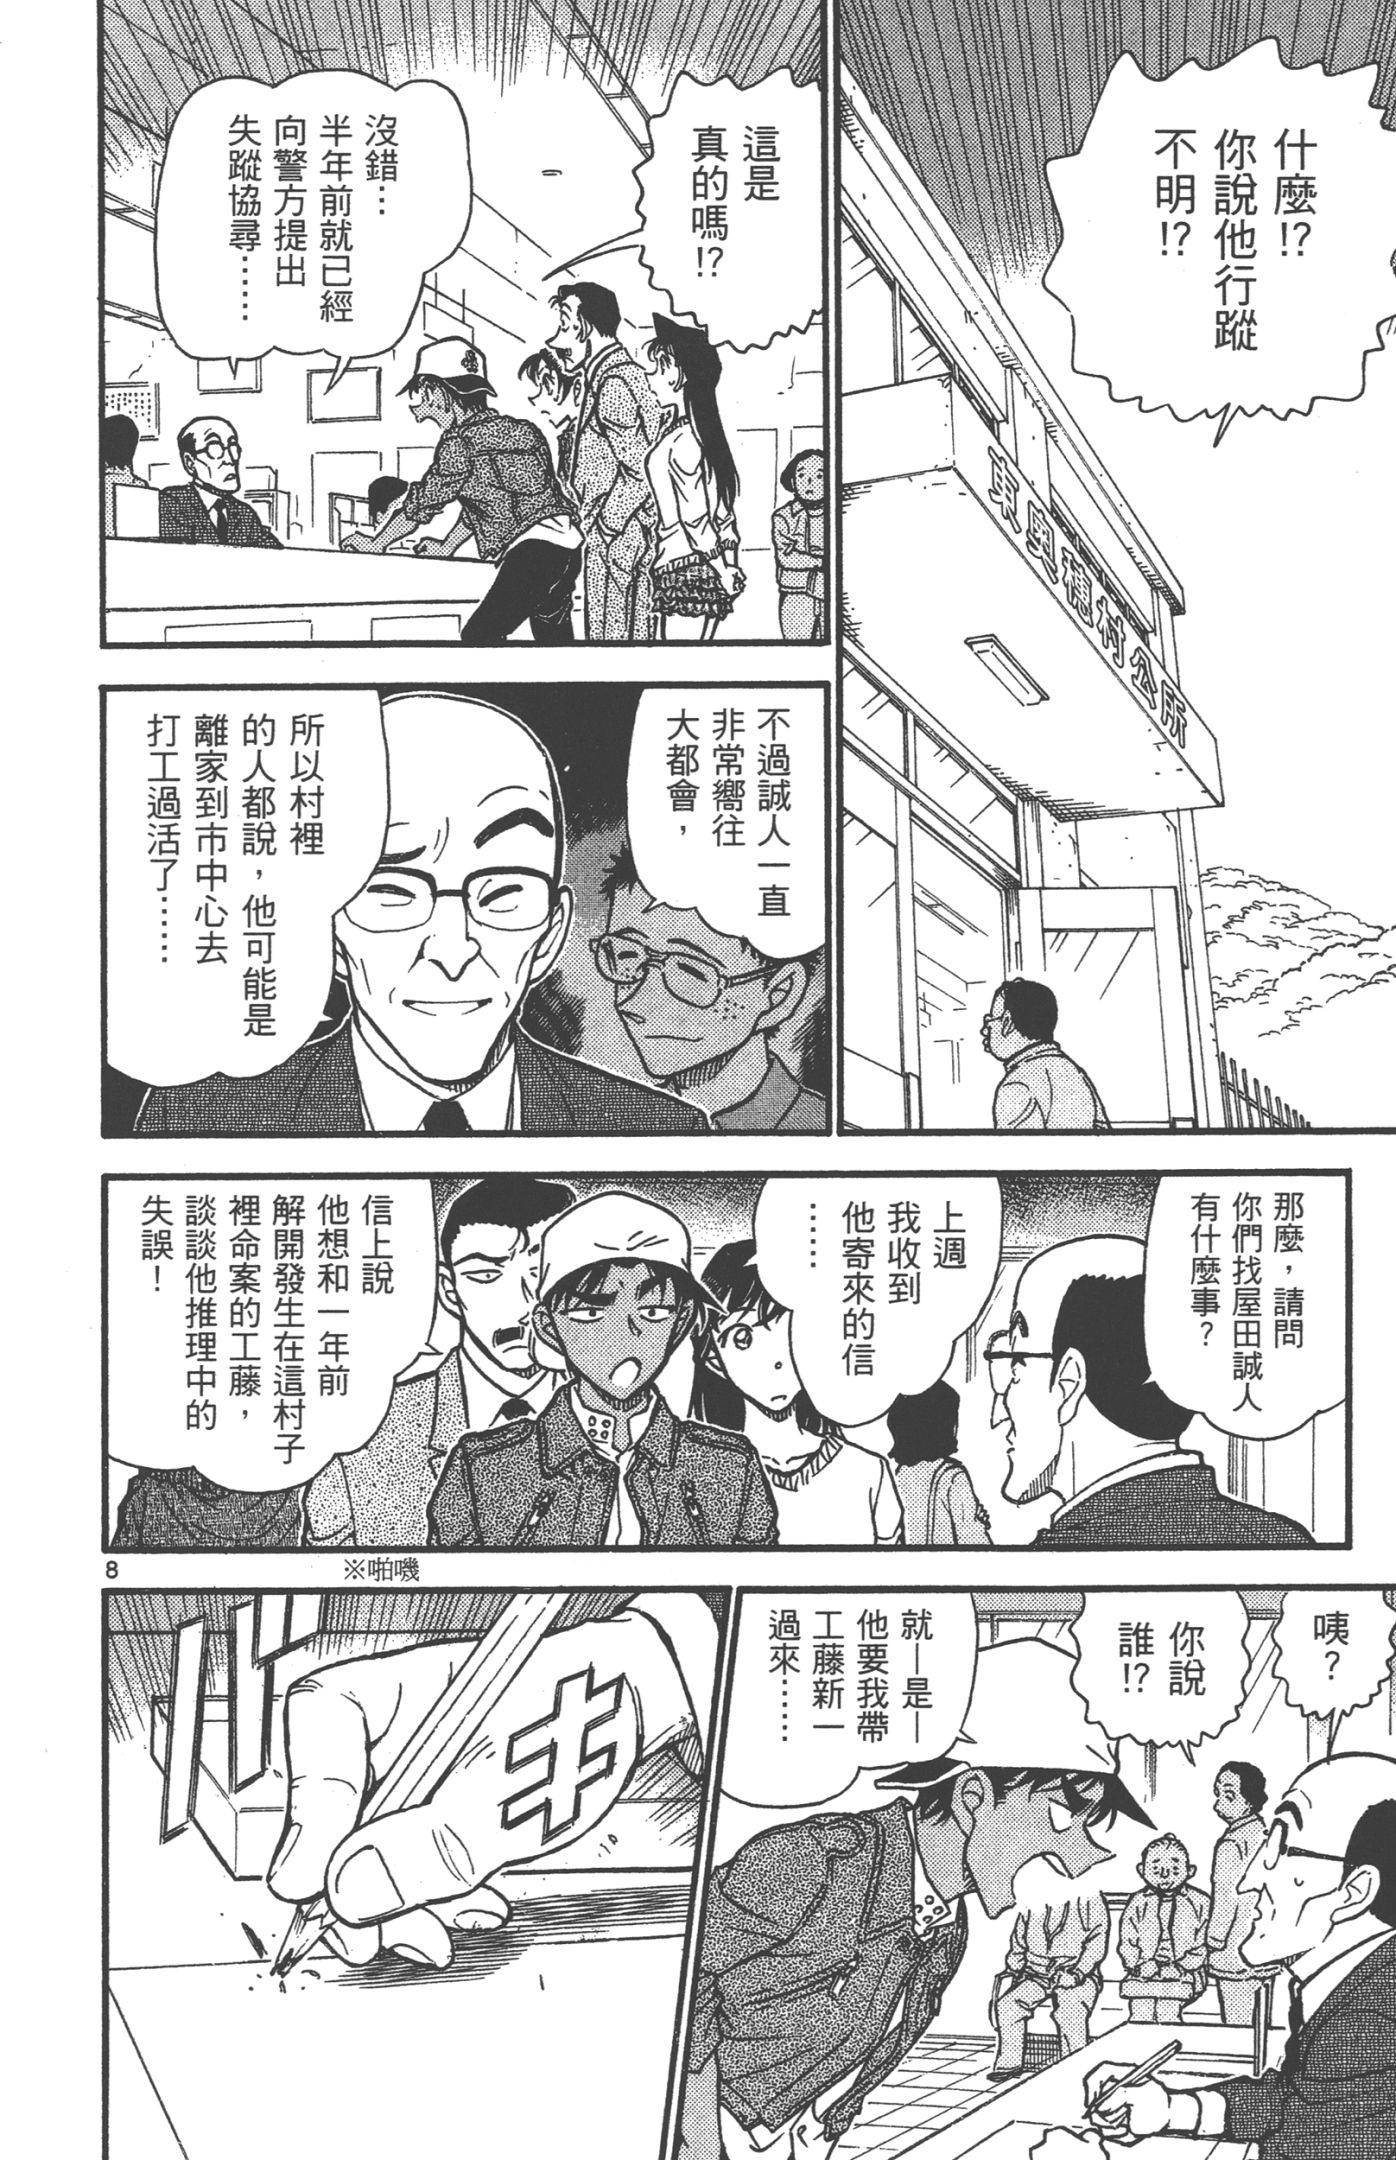 什麼!?
你說他行蹤
不明!?
東奧穗村公所
這是
真的嗎!?
沒錯…
半年前就已經
向警方提出
失蹤協尋……
不過誠人一直
非常嚮往
大都會，
所以村裡
的人都說，他可能是
離家到市中心去
打工過活了……
那麼，請問
你們找屋田誠人
有什麼事？
上週
我收到
他寄來的信
……
信上說
他想和一年前
解開發生在這村子
裡命案的工藤，
談談他推理中的
失誤！
8
※啪嘰
咦？
你說
誰!?
就—是—
他要我帶
工藤新一
過來……